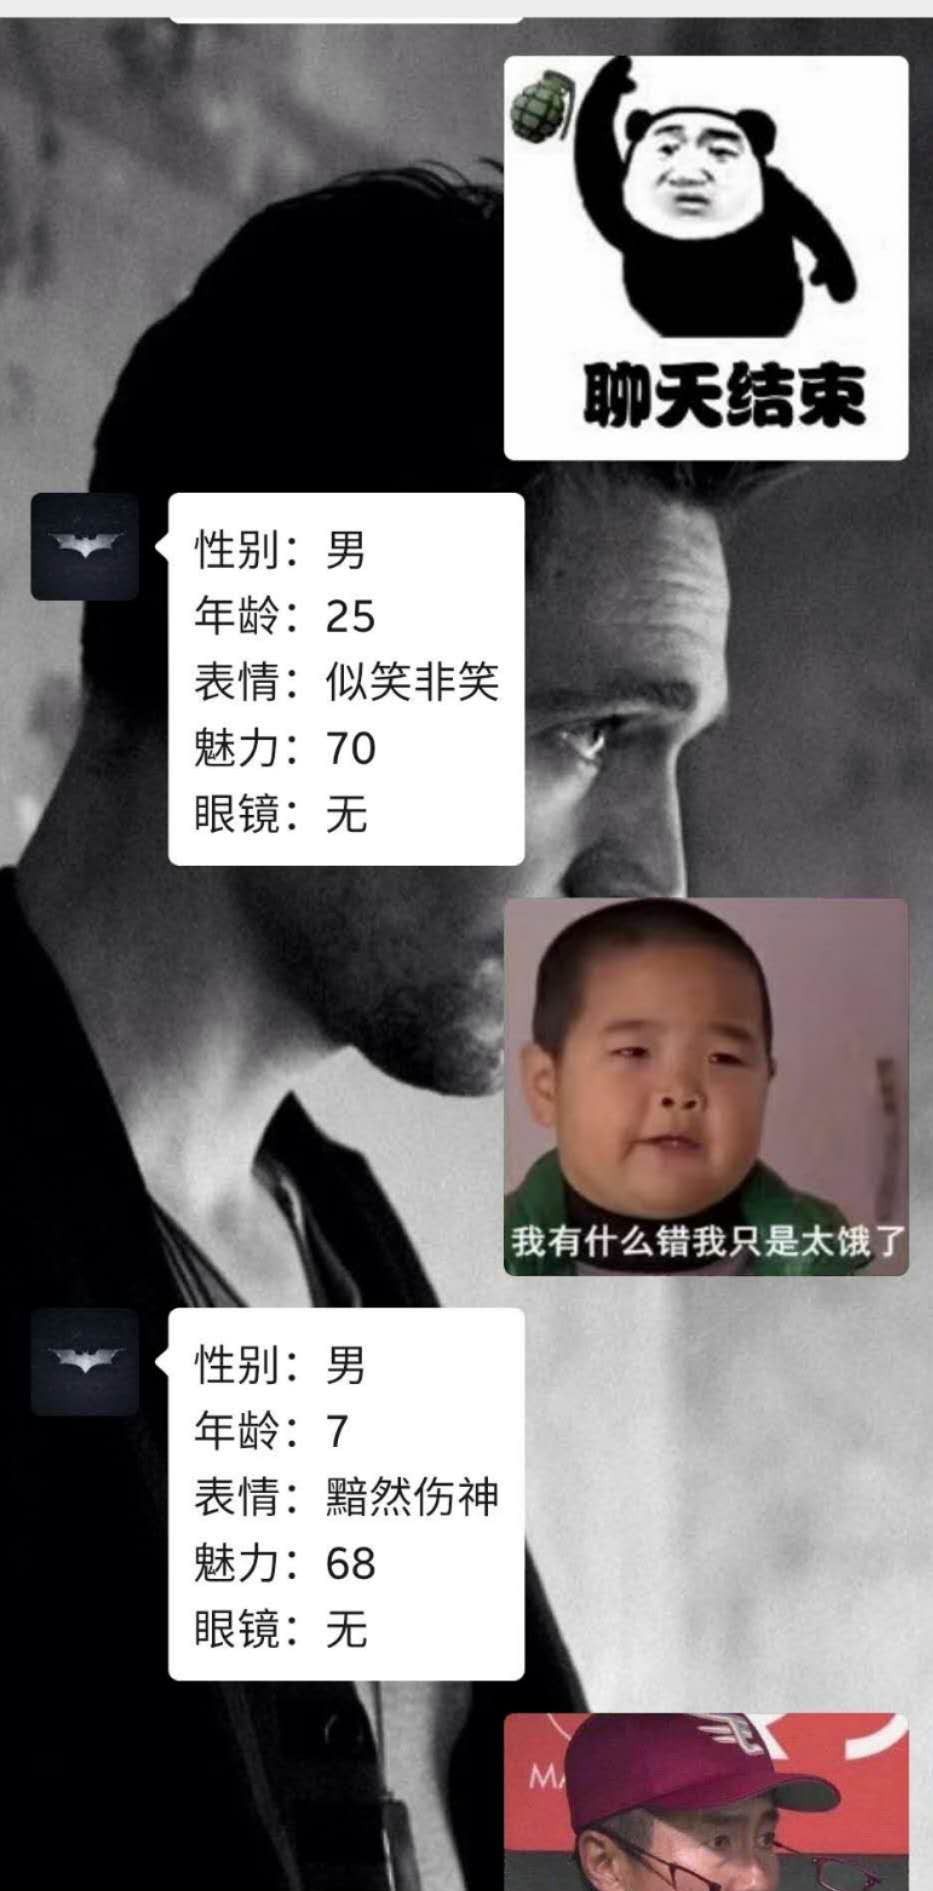 聊天结束
性别：男
年龄：25
表情：似笑非笑
魅力：70
眼镜：无
我有什么错我只是太饿了
性别：男
年龄：7
表情：黯然伤神
魅力：68
眼镜：无